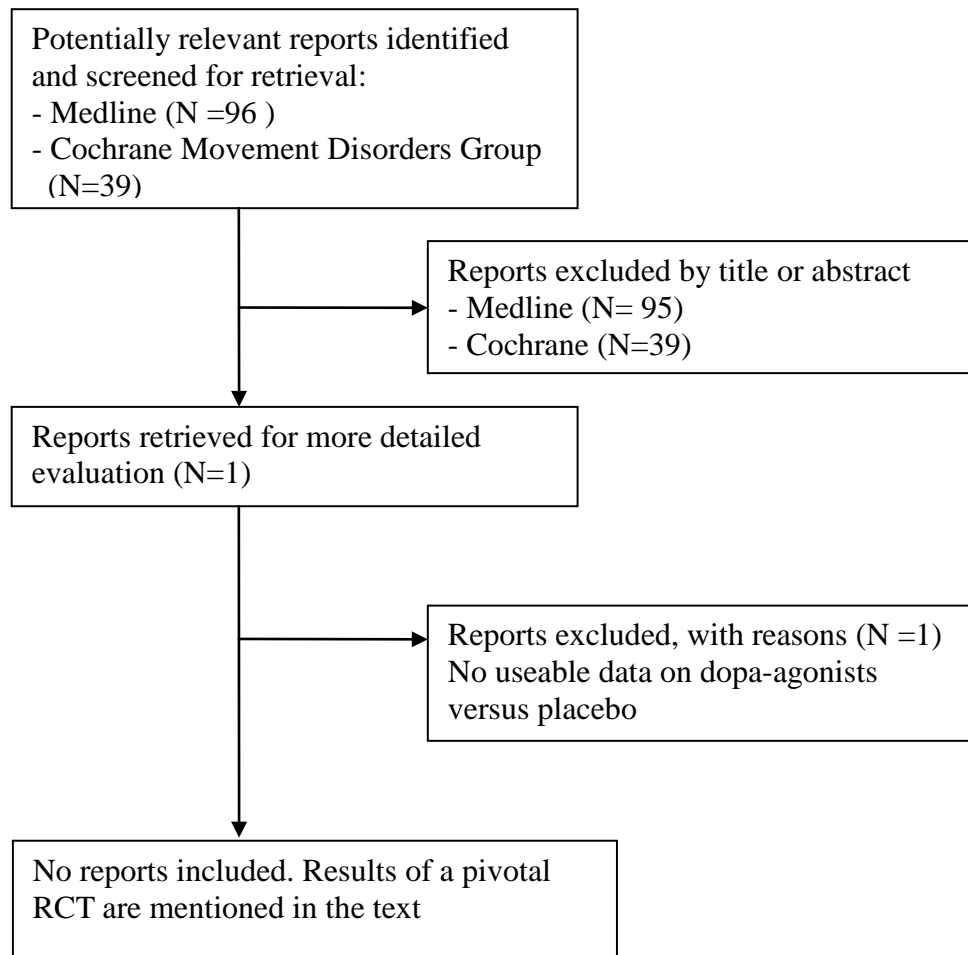 Potentially relevant reports identified
and screened for retrieval:
- Medline (N =96 )
- Cochrane Movement Disorders Group
(N=39)
Reports excluded by title or abstract
- Medline (N= 95)
- Cochrane (N=39)
Reports retrieved for more detailed
evaluation (N=1)
Reports excluded, with reasons (N =1)
No useable data on dopa-agonists
versus placebo
No reports included. Results of a pivotal
RCT are mentioned in the text